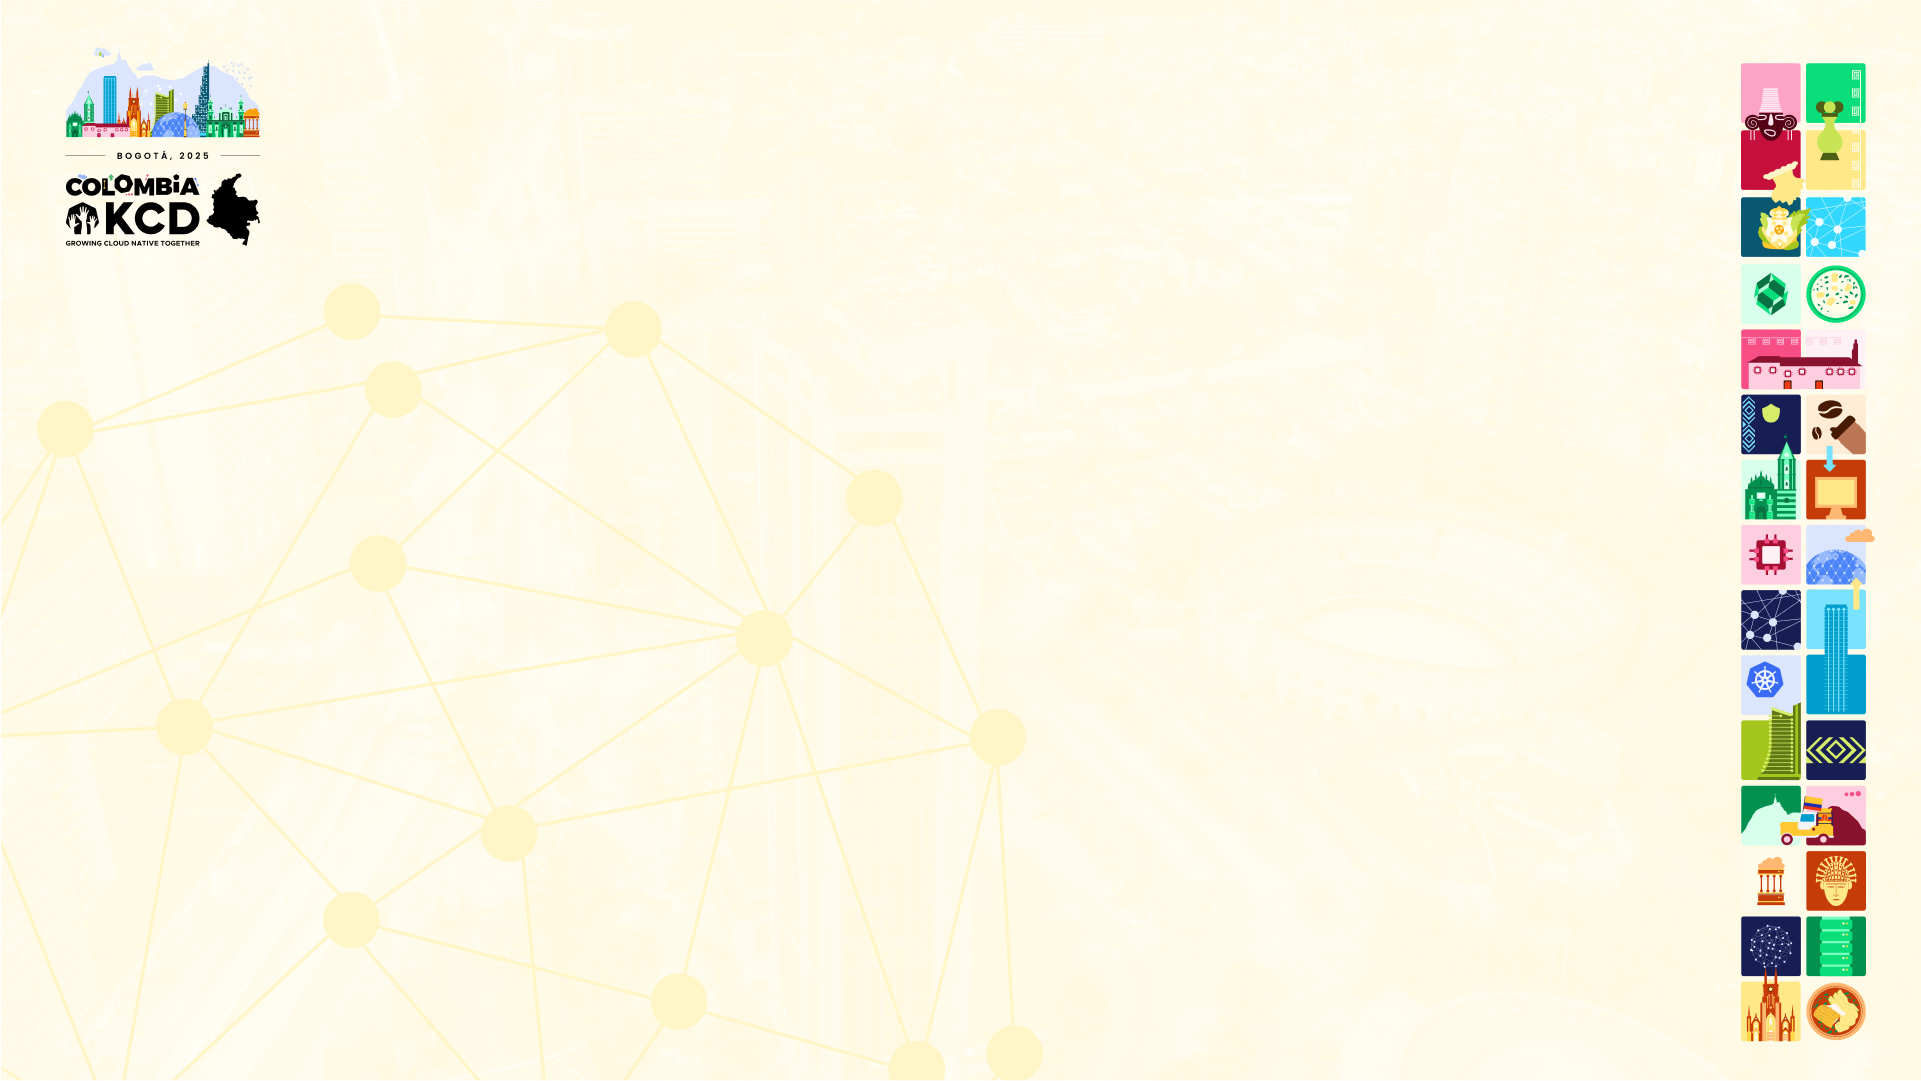 BOGOTÁ, 2025
COLOMBiA
KCD
GROWING CLOUD NATIVE TOGETHER